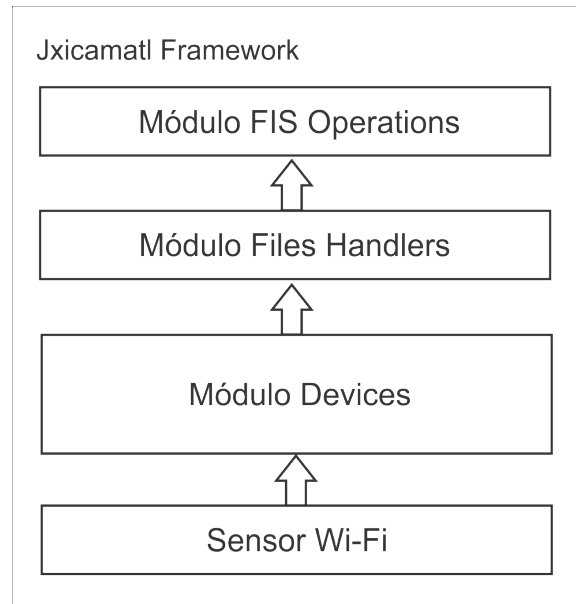 Jxicamatl Framework
Módulo FIS Operations
Módulo Files Handlers
Módulo Devices
Sensor Wi-Fi